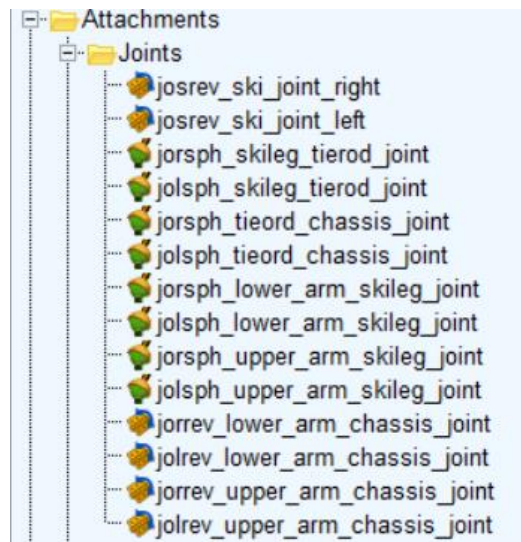 Attachments
Joints
josrev_ski_joint_right
josrev_ski_joint_left
jorsph_skileg_tierod_joint
jolsph_skileg_tierod_joint
jorsph_tieord_chassis_joint
jolsph_tieord_chassis_joint
jorsph_lower_arm_skileg_joint
jolsph_lower_arm_skileg_joint
jorsph_upper_arm_skileg_joint
jolsph_upper_arm_skileg_joint
jorrev_lower_arm_chassis_joint
jolrev_lower_arm_chassis_joint
jorrev_upper_arm_chassis_joint
jolrev_upper_arm_chassis_joint